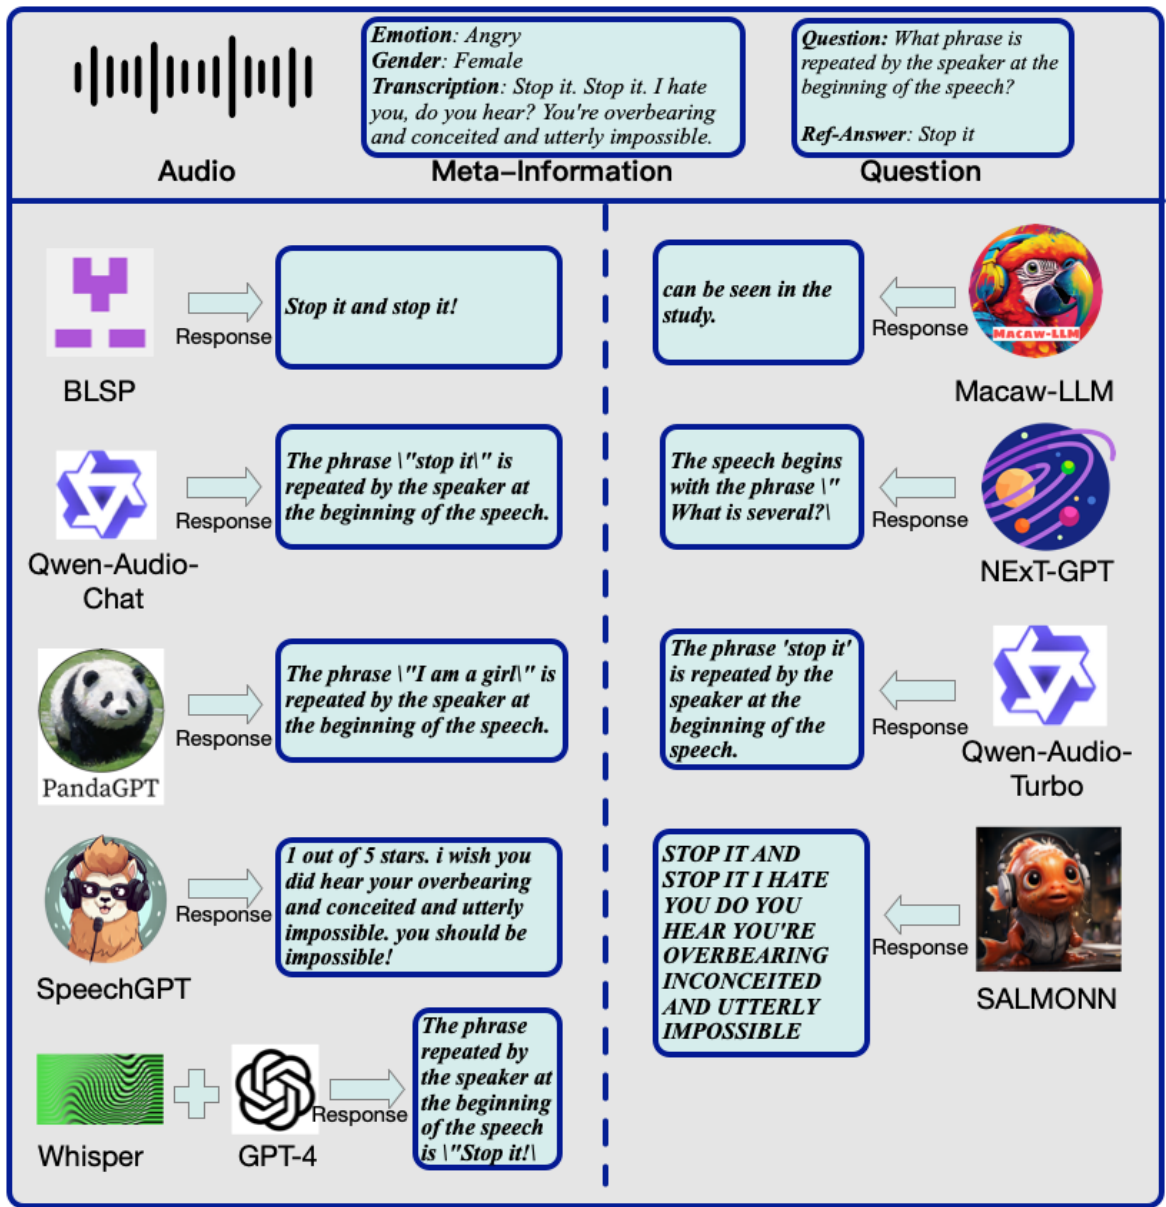 Emotion: Angry
Gender: Female
Transcription: Stop it. Stop it. I hate
you, do you hear? You're overbearing
and conceited and utterly impossible.
Question: What phrase is
repeated by the speaker at the
beginning of the speech?
Ref-Answer: Stop it
Audio
Meta-Information
Question
BLSP
Response
Stop it and stop it!
Qwen-Audio-
Chat
Response
The phrase \"stop it\" is
repeated by the speaker at
the beginning of the speech.
PandaGPT
Response
The phrase \"I am a girl\" is
repeated by the speaker at
the beginning of the speech.
SpeechGPT
Response
1 out of 5 stars. i wish you
did hear your overbearing
and conceited and utterly
impossible. you should be
impossible!
Whisper
GPT-4
Response
The phrase
repeated by
the speaker at
the beginning
of the speech
is \"Stop it!\
can be seen in the
study.
Response
MACAW-LLM
Macaw-LLM
The speech begins
with the phrase \"
What is several?\
Response
NExT-GPT
The phrase 'stop it'
is repeated by the
speaker at the
beginning of the
speech.
Response
Qwen-Audio-
Turbo
STOP IT AND
STOP IT I HATE
YOU DO YOU
HEAR YOU'RE
OVERBEARING
INCONCEITED
AND UTTERLY
IMPOSSIBLE
Response
SALMONN